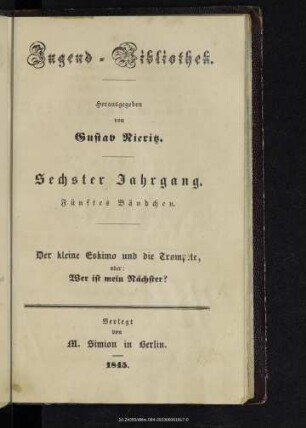 Jugend-Bibliothek.
Herausgegeben
von
Gustav Nieritz.
Sechster Jahrgang.
Fünftes Bändchen.
Der kleine Eskimo und die Trompete,
oder:
Wer ist mein Nächster?
Verlegt
von
M. Simion in Berlin.
1845.